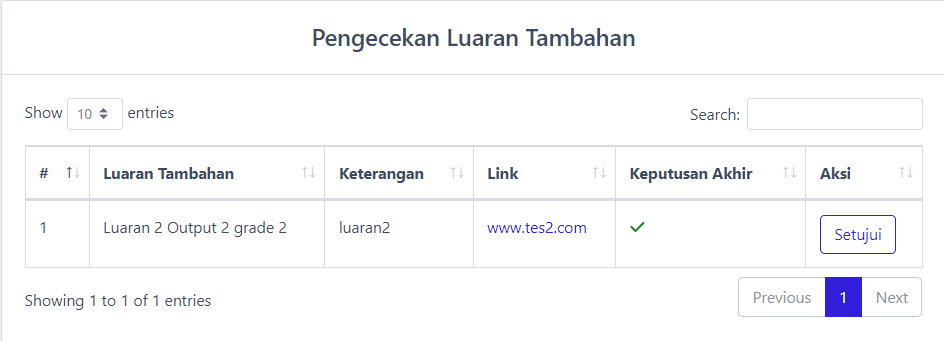 Pengecekan Luaran Tambahan
Show 10 entries
Search:
# Luaran Tambahan Keterangan Link Keputusan Akhir Aksi
1 Luaran 2 Output 2 grade 2 luaran2 www.tes2.com Setujui
Showing 1 to 1 of 1 entries
Previous 1 Next